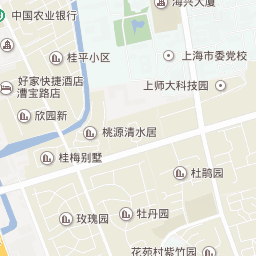 海兴大厦
中国农业银行
桂平小区
上海市委党校
好家快捷酒店
漕宝路店
上师大科技园
欣园新
桃源清水居
桂梅别墅
杜鹃园
玫瑰园
牡丹园
花苑村紫竹园